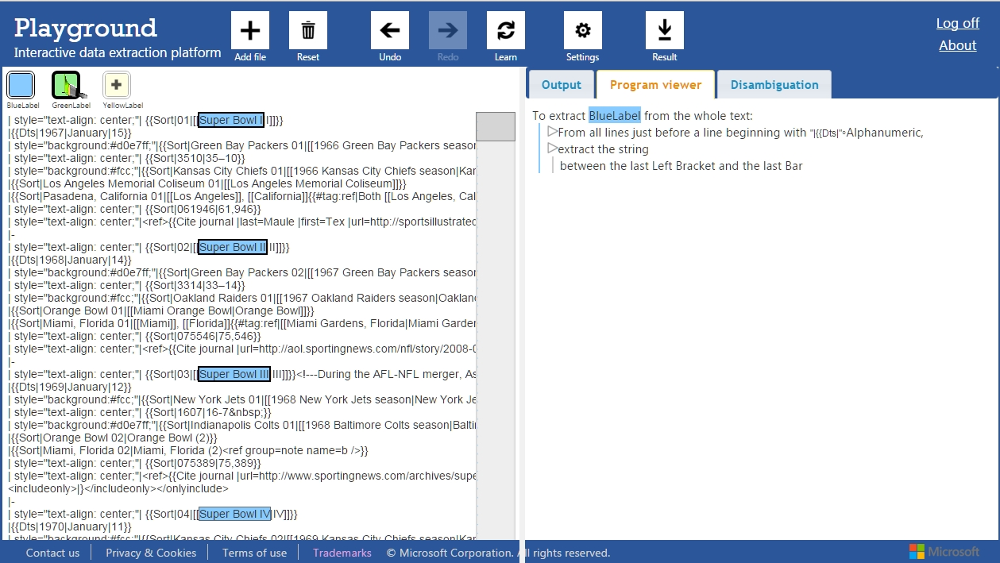 Playground
Interactive data extraction platform
Add file
Reset
Undo
Redo
Learn
Settings
Result
Log off
About
BlueLabel
GreenLabel
YellowLabel
Output
Program viewer
Disambiguation
| style="text-align: center;"| {{Sort|01|[[Super Bowl I|I]]}}
|{{Dts|1967|January|15}}
| style="background:#d0e7ff;"|{{Sort|Green Bay Packers 01|[[1966 Green Bay Packers seasor
| style="text-align: center;"| {{Sort|3510|35–10}}
| style="background:#fcc;"|{{Sort|Kansas City Chiefs 01|[[1966 Kansas City Chiefs season|Kar
|{{Sort|Los Angeles Memorial Coliseum 01|[[Los Angeles Memorial Coliseum]]}}
|{{Sort|Pasadena, California 01|[[Los Angeles]], [[California]]{{#tag:ref|Both [[Los Angeles, Cal
| style="text-align: center;"| {{Sort|061946|61,946}}
| style="text-align: center;"|<ref>{{Cite journal |last=Maule |first=Tex |url=http://sportsillustratec
|-
| style="text-align: center;"| {{Sort|02|[[Super Bowl II|II]]}}
|{{Dts|1968|January|14}}
| style="background:#d0e7ff;"|{{Sort|Green Bay Packers 02|[[1967 Green Bay Packers seasor
| style="text-align: center;"| {{Sort|3314|33–14}}
| style="background:#fcc;"|{{Sort|Oakland Raiders 01|[[1967 Oakland Raiders season|Oaklanc
|{{Sort|Orange Bowl 01|[[Miami Orange Bowl|Orange Bowl]]}}
|{{Sort|Miami, Florida 01|[[Miami]], [[Florida]]{{#tag:ref|[[Miami Gardens, Florida|Miami Garder
| style="text-align: center;"| {{Sort|075546|75,546}}
| style="text-align: center;"|<ref>{{Cite journal |url=http://aol.sportingnews.com/nfl/story/2008-0
|-
| style="text-align: center;"| {{Sort|03|[[Super Bowl III|III]]}}<!---During the AFL-NFL merger, As
|{{Dts|1969|January|12}}
| style="background:#fcc;"|{{Sort|New York Jets 01|[[1968 New York Jets season|New York Je
| style="text-align: center;"| {{Sort|1607|16-7&nbsp;}}
| style="background:#d0e7ff;"|{{Sort|Indianapolis Colts 01|[[1968 Baltimore Colts season|Balti
|{{Sort|Orange Bowl 02|Orange Bowl (2)}}
|{{Sort|Miami, Florida 02|Miami, Florida (2)<ref group=note name=b />}}
| style="text-align: center;"| {{Sort|075389|75,389}}
| style="text-align: center;"|<ref>{{Cite journal |url=http://www.sportingnews.com/archives/supe
<includeonly>|}</includeonly></onlyinclude>
|-
| style="text-align: center;"| {{Sort|04|[[Super Bowl IV|IV]]}}
|{{Dts|1970|January|11}}
| style="background:#fcc;"|{{Sort|Kansas City Chiefs 02|[[1969 Kansas City Chiefs season|Kar
To extract BlueLabel from the whole text:
From all lines just before a line beginning with "|{{Dts|"∘Alphanumeric,
extract the string
between the last Left Bracket and the last Bar
Contact us
Privacy & Cookies
Terms of use
Trademarks
© Microsoft Corporation. All rights reserved.
Microsoft